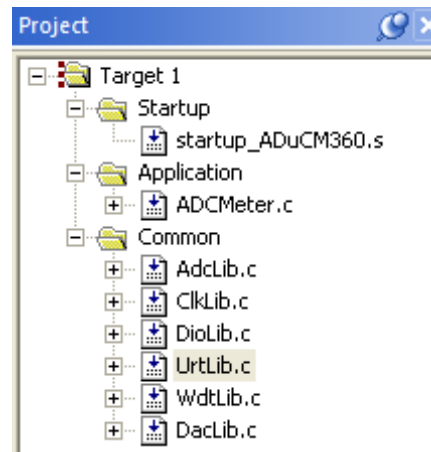 Project
Target 1
Startup
startup_ADuCM360.s
Application
ADCMeter.c
Common
AdcLib.c
ClkLib.c
DioLib.c
UrtLib.c
WdtLib.c
DacLib.c